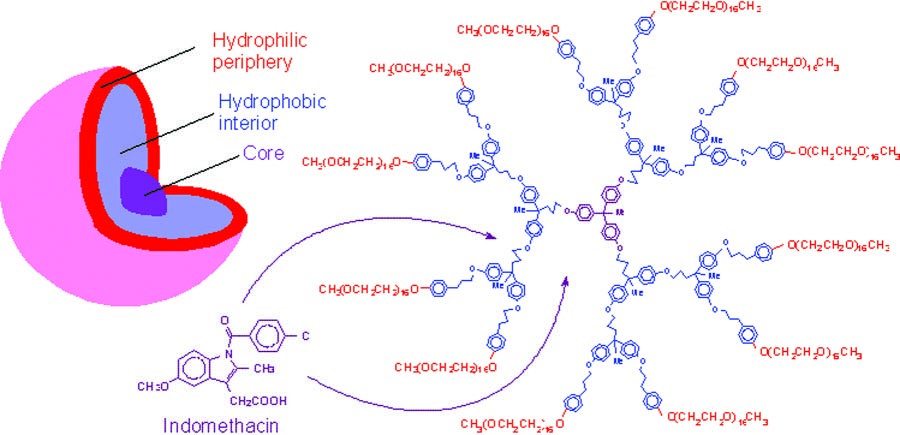 O(CH₂CH₂O)₁₆CH₃
CH₃(OCH₂CH₂)₁₆O
Hydrophilic
periphery
CH₃(OCH₂CH₂)₁₆O
O(CH₂CH₂O)₁₆CH₃
Me
Hydrophobic
interior
Core
CH₃(OCH₂CH₂)₁₆O
Me
Me
Me
O(CH₂CH₂O)₁₆CH₃
Me
Me
O(CH₂CH₂O)₁₆CH₃
CH₃(OCH₂CH₂)₁₆O
Me
Me
Me
O
C
N
CH₃
CH₃O
CH₂COOH
Indomethacin
O(CH₂CH₂O)₁₆CH₃
CH₃(OCH₂CH₂)₁₆O
Me
CH₃(OCH₂CH₂)₁₆O
O(CH₂CH₂O)₁₆CH₃